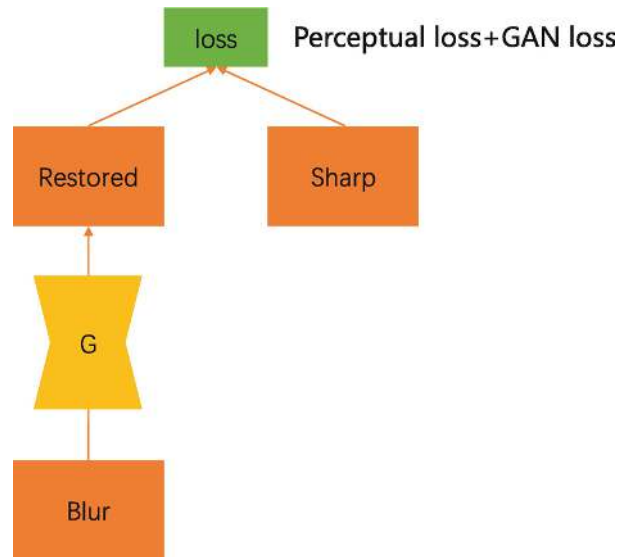 loss
Perceptual loss+GAN loss
Restored
Sharp
G
Blur